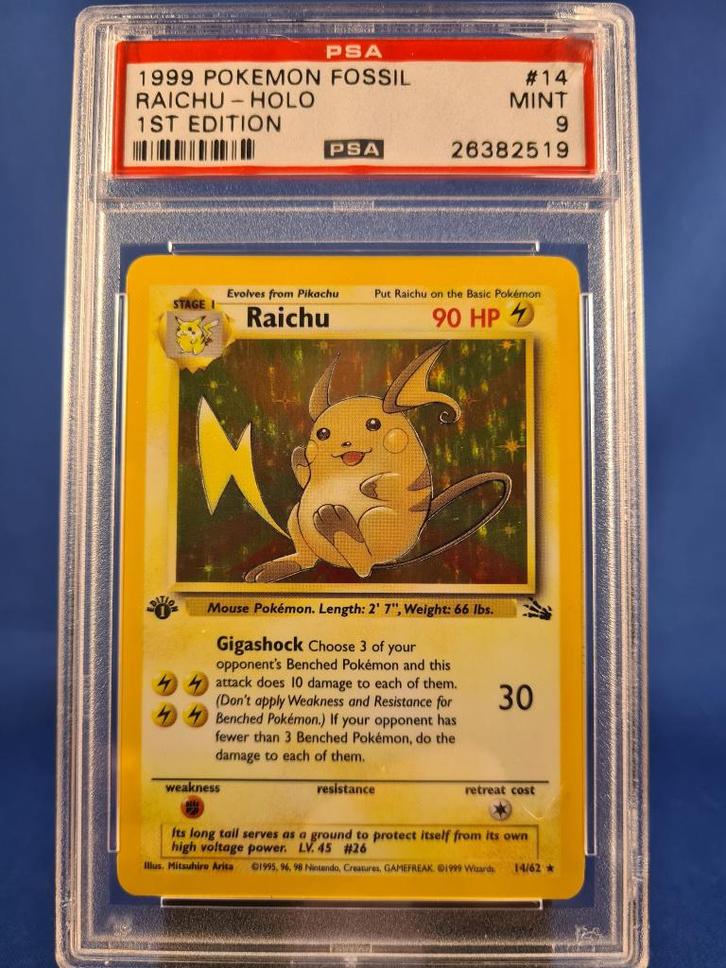 PSA
1999 POKEMON FOSSIL #14
RAICHU - HOLO MINT
1ST EDITION 9
PSA 26382519
Evolves from Pikachu Put Raichu on the Basic Pokémon
STAGE 1
Raichu 90 HP
EDITION
1
Mouse Pokémon. Length: 2' 7", Weight: 66 lbs.
Gigashock Choose 3 of your
opponent's Benched Pokémon and this
attack does 10 damage to each of them.
(Don't apply Weakness and Resistance for
Benched Pokémon.) If your opponent has
fewer than 3 Benched Pokémon, do the
damage to each of them.
30
weakness resistance retreat cost
Its long tail serves as a ground to protect itself from its own
high voltage power. LV. 45 #26
Illus. Mitsuhiro Arita ©1995, 96, 98 Nintendo, Creatures, GAMEFREAK. ©1999 Wizards. 14/62 ★